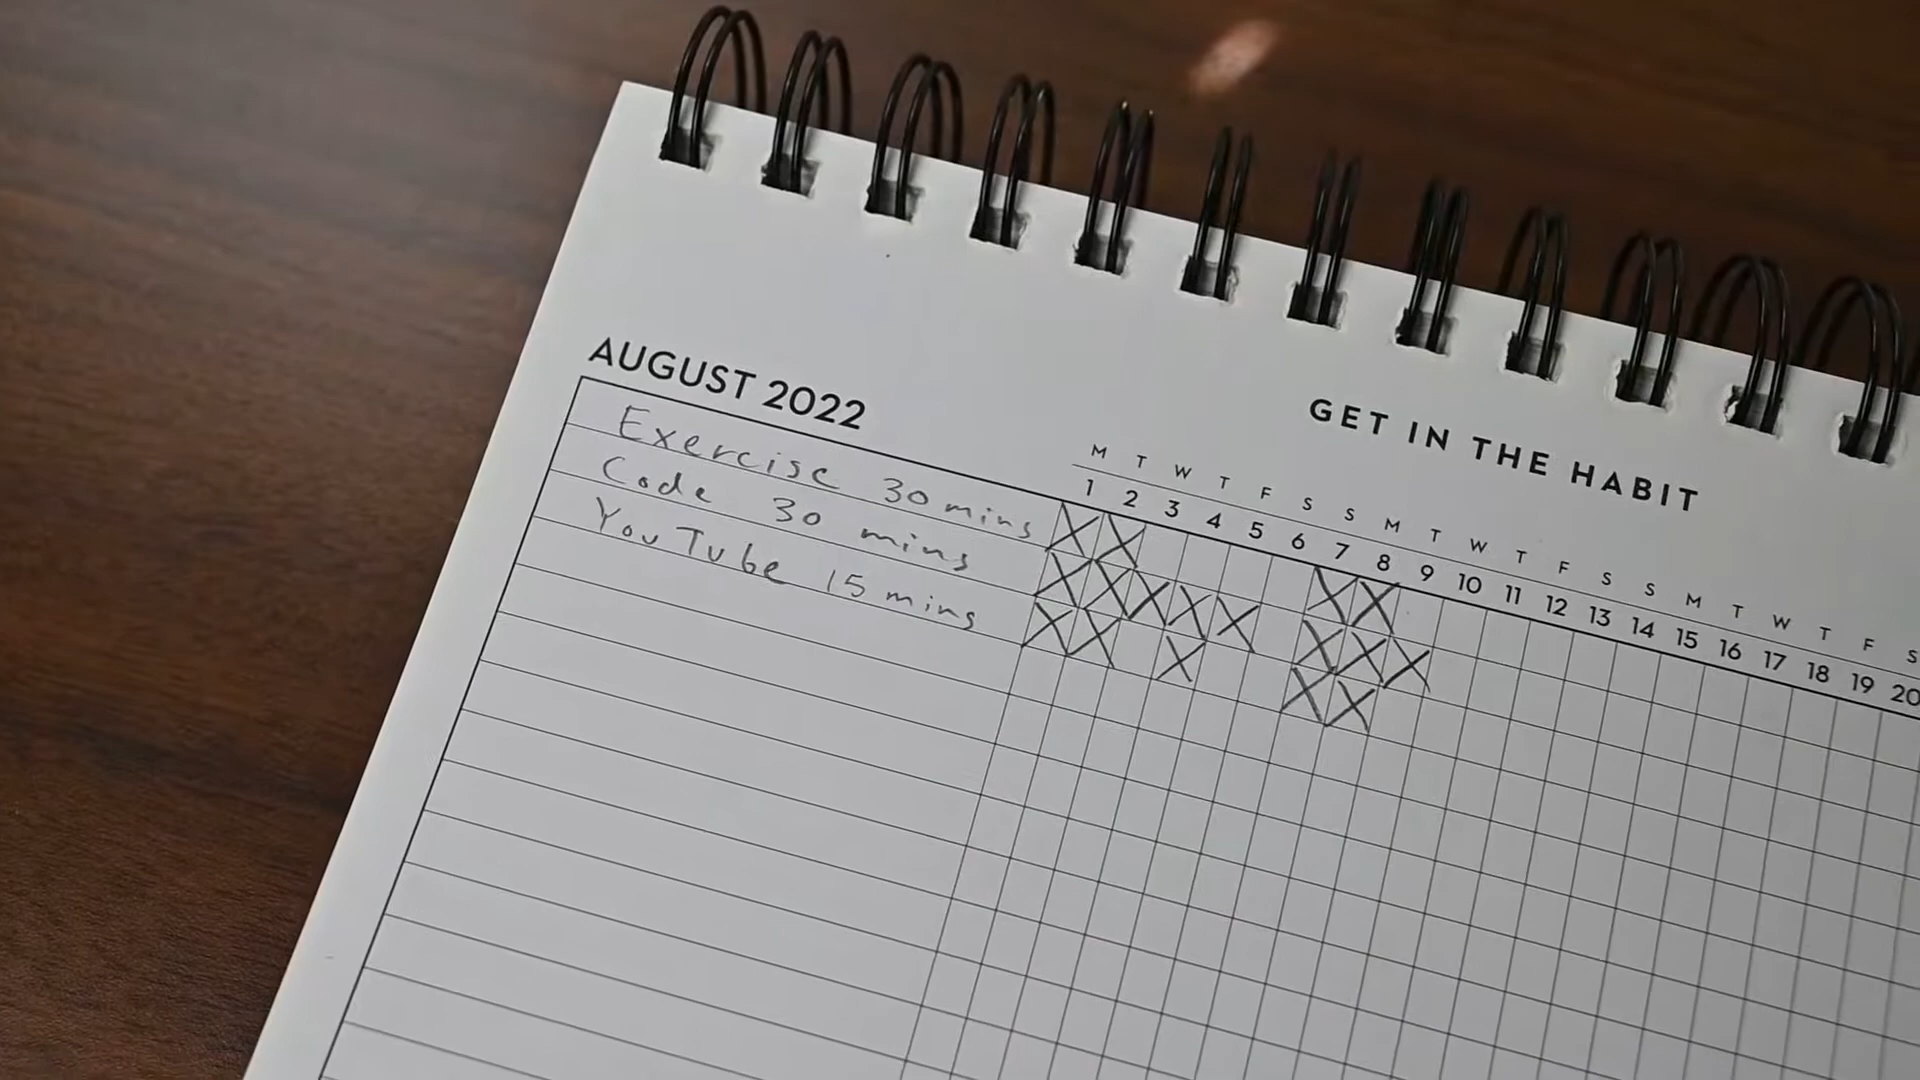 AUGUST 2022
GET IN THE HABIT
M T W T F S S M T W T F S S M T W T F S
1 2 3 4 5 6 7 8 9 10 11 12 13 14 15 16 17 18 19 20
Exercise 30 mins
Code 30 mins
YouTube 15 mins